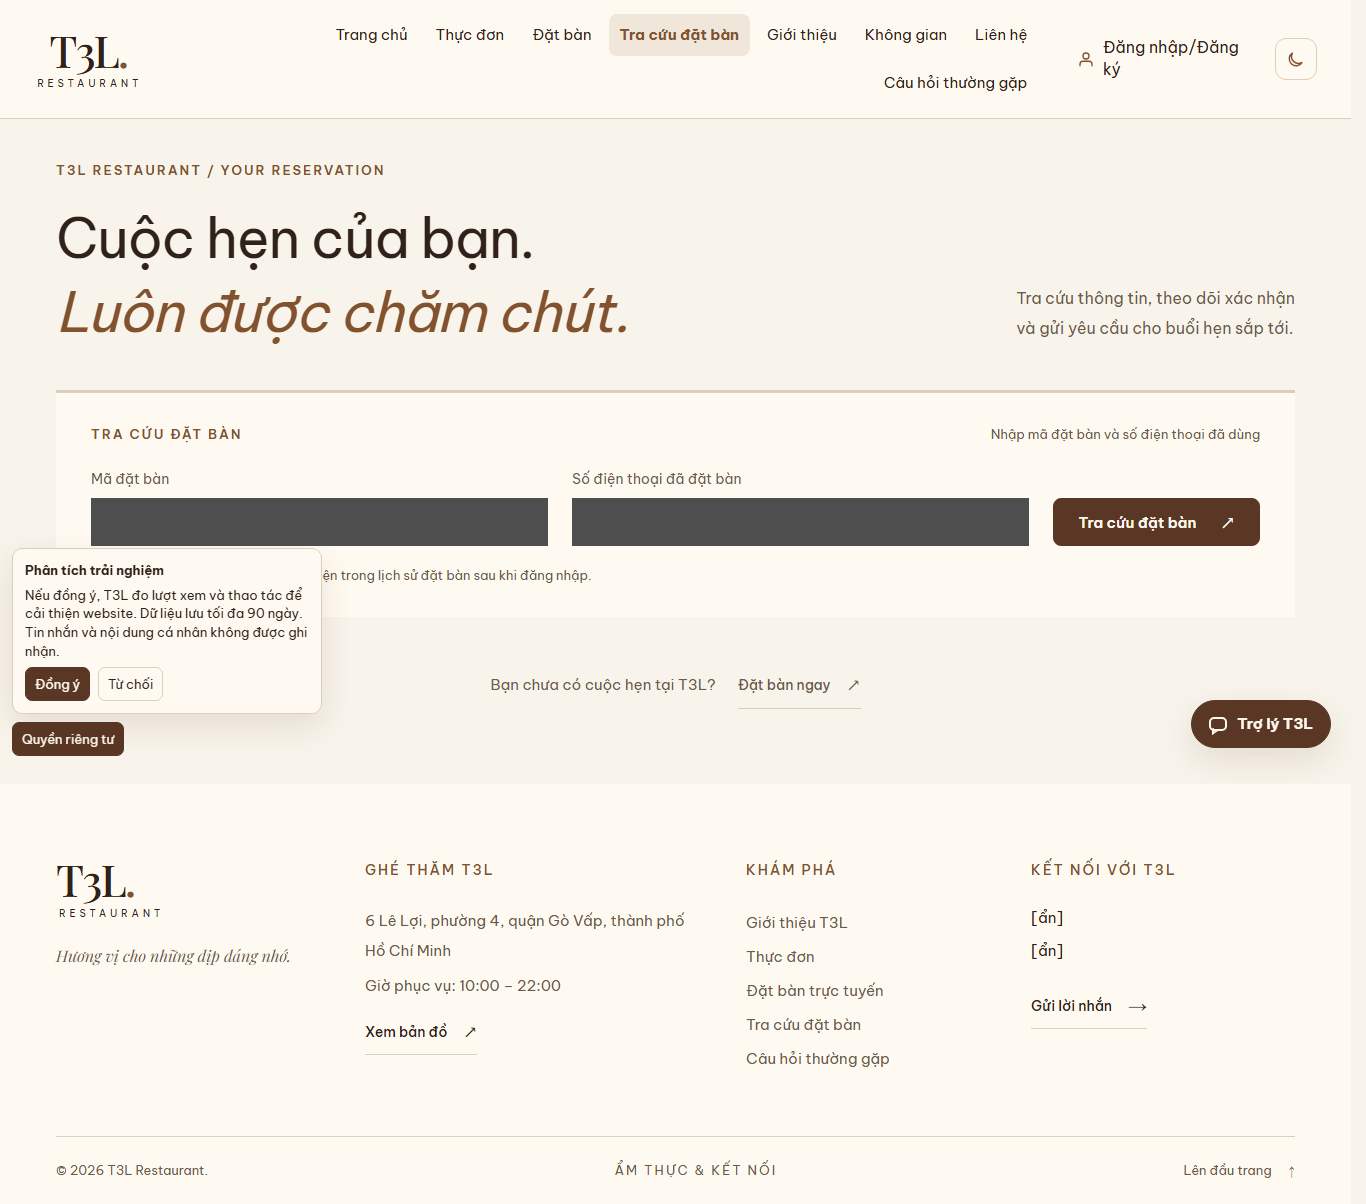 T3L.
RESTAURANT
Trang chủ
Thực đơn
Đặt bàn
Tra cứu đặt bàn
Giới thiệu
Không gian
Liên hệ
Câu hỏi thường gặp
Đăng nhập/Đăng
ký
T3L RESTAURANT / YOUR RESERVATION
Cuộc hẹn của bạn.
Luôn được chăm chút.
Tra cứu thông tin, theo dõi xác nhận
và gửi yêu cầu cho buổi hẹn sắp tới.
TRA CỨU ĐẶT BÀN
Nhập mã đặt bàn và số điện thoại đã dùng
Mã đặt bàn
Số điện thoại đã đặt bàn
Tra cứu đặt bàn ↗
ện trong lịch sử đặt bàn sau khi đăng nhập.
Phân tích trải nghiệm
Nếu đồng ý, T3L đo lượt xem và thao tác để
cải thiện website. Dữ liệu lưu tối đa 90 ngày.
Tin nhắn và nội dung cá nhân không được ghi
nhận.
Đồng ý
Từ chối
Quyền riêng tư
Bạn chưa có cuộc hẹn tại T3L?
Đặt bàn ngay ↗
Trợ lý T3L
T3L.
RESTAURANT
Hương vị cho những dịp đáng nhớ.
GHÉ THĂM T3L
6 Lê Lợi, phường 4, quận Gò Vấp, thành phố
Hồ Chí Minh
Giờ phục vụ: 10:00 – 22:00
Xem bản đồ ↗
KHÁM PHÁ
Giới thiệu T3L
Thực đơn
Đặt bàn trực tuyến
Tra cứu đặt bàn
Câu hỏi thường gặp
KẾT NỐI VỚI T3L
[ẩn]
[ẩn]
Gửi lời nhắn →
© 2026 T3L Restaurant.
ẨM THỰC & KẾT NỐI
Lên đầu trang ↑